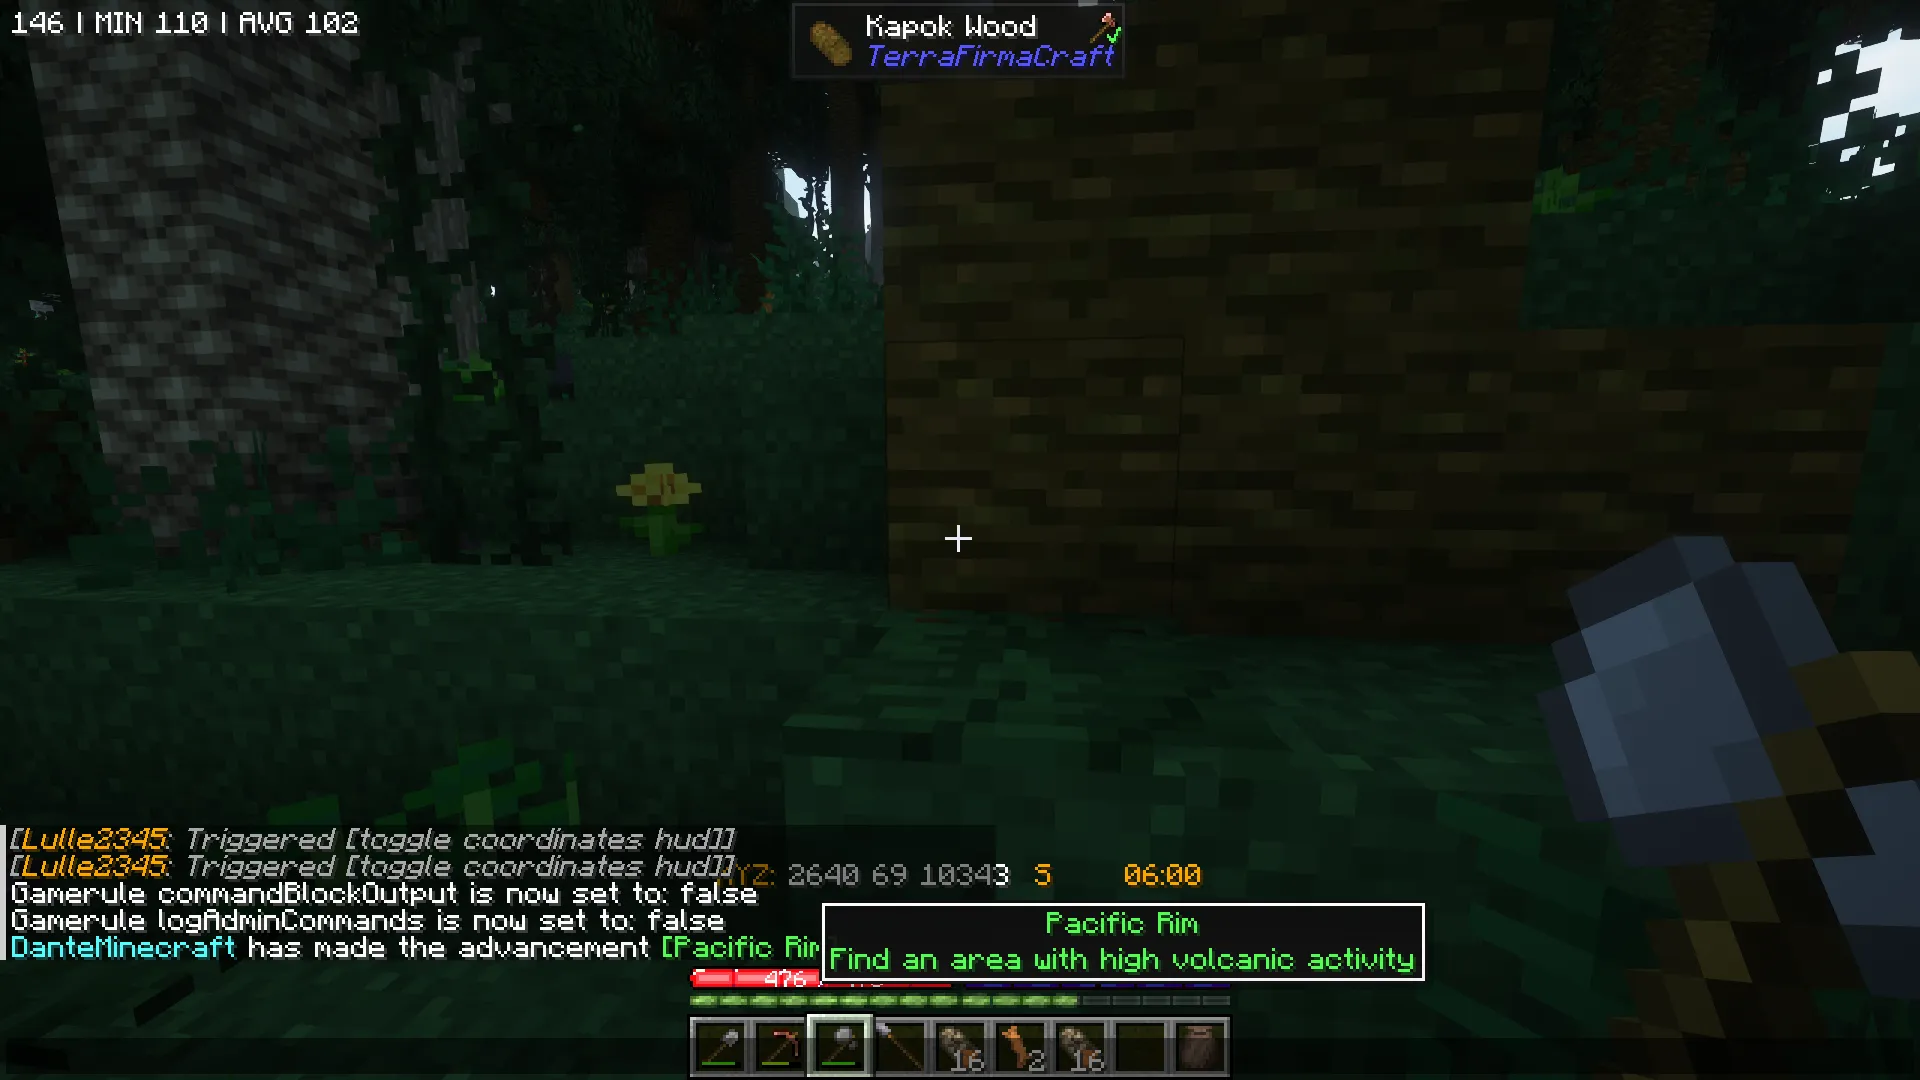 146 | MIN 110 | AVG 102
Kapok Wood
TerraFirmaCraft
[Lulle2345: Triggered [toggle coordinates hud]]
[Lulle2345: Triggered [toggle coordinates hud]]
YZ: 2640 69 10343 S 06:00
Gamerule commandBlockOutput is now set to: false
Gamerule logAdminCommands is now set to: false
DanteMinecraft has made the advancement [Pacific Rim
Pacific Rim
Find an area with high volcanic activity
476
16
2
16